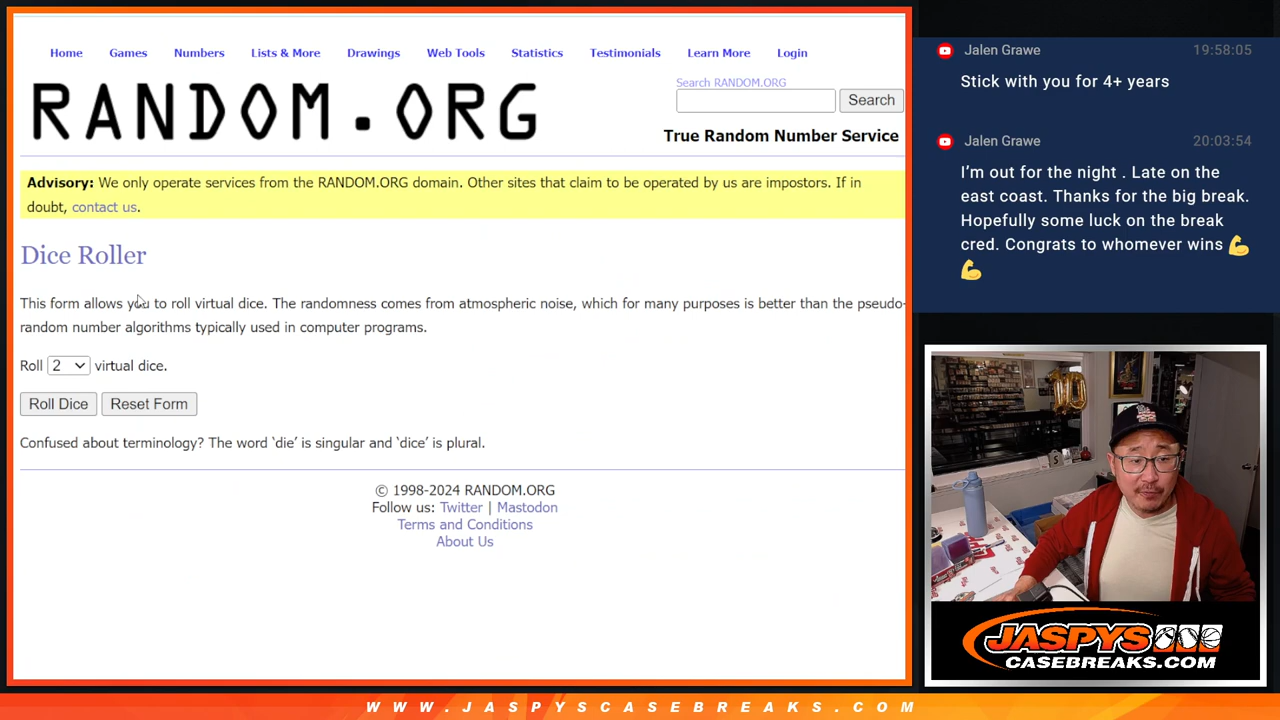 Home Games Numbers Lists & More Drawings Web Tools Statistics Testimonials Learn More Login
RANDOM.ORG
Search RANDOM.ORG
Search
True Random Number Service
Advisory: We only operate services from the RANDOM.ORG domain. Other sites that claim to be operated by us are impostors. If in
doubt, contact us.
Dice Roller
This form allows you to roll virtual dice. The randomness comes from atmospheric noise, which for many purposes is better than the pseudo-
random number algorithms typically used in computer programs.
Roll 2 virtual dice.
Roll Dice Reset Form
Confused about terminology? The word ‘die’ is singular and ‘dice’ is plural.
© 1998-2024 RANDOM.ORG
Follow us: Twitter | Mastodon
Terms and Conditions
About Us
Jalen Grawe 19:58:05
Stick with you for 4+ years
Jalen Grawe 20:03:54
I’m out for the night . Late on the
east coast. Thanks for the big break.
Hopefully some luck on the break
cred. Congrats to whomever wins 💪
💪
10
JASPYS
CASEBREAKS.COM
WWW.JASPYSCASEBREAKS.COM